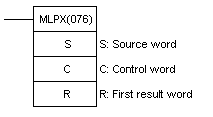 MLPX(076)
S S: Source word
C C: Control word
R R: First result word